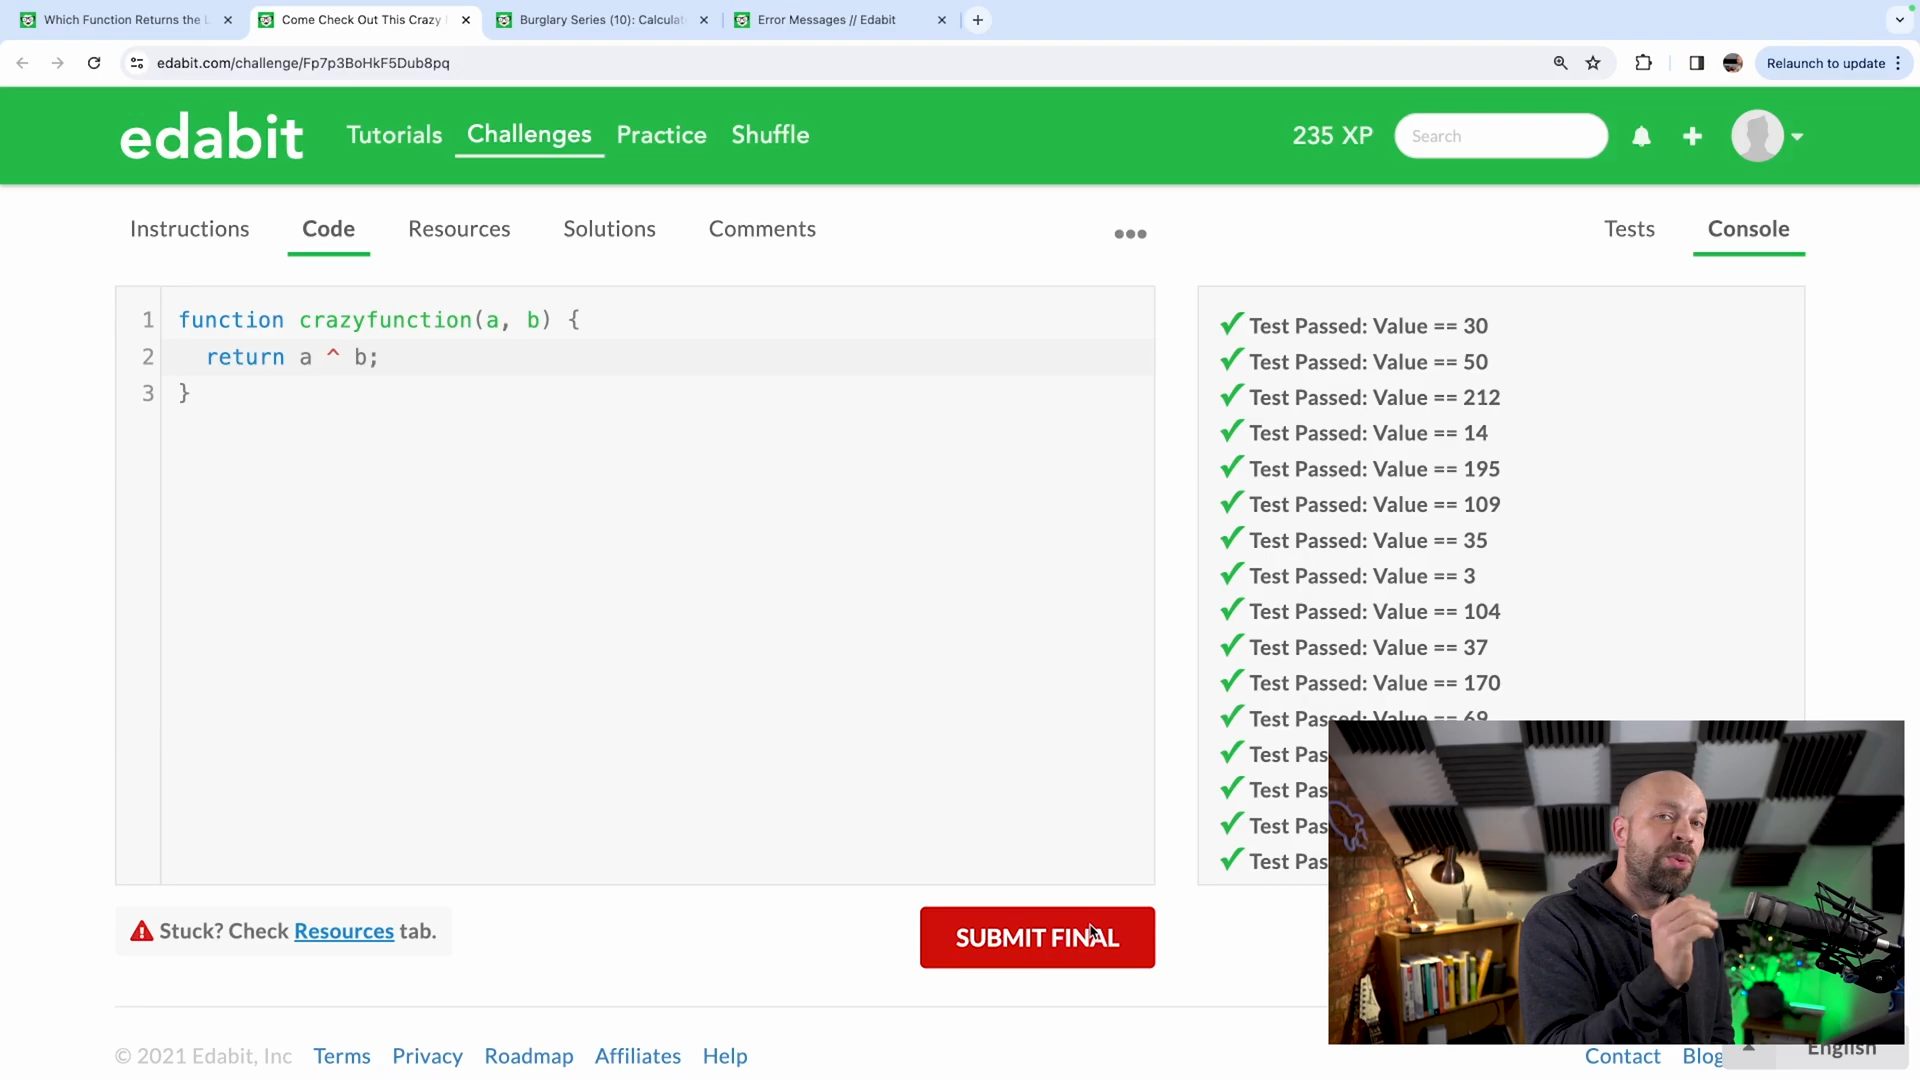 Which Function Returns the L
Come Check Out This Crazy
Burglary Series (10): Calculat
Error Messages // Edabit
edabit.com/challenge/Fp7p3BoHkF5Dub8pq
Relaunch to update
edabit
Tutorials
Challenges
Practice
Shuffle
235 XP
Search
Instructions
Code
Resources
Solutions
Comments
Tests
Console
1 function crazyfunction(a, b) {
2 return a ^ b;
3 }
Test Passed: Value == 30
Test Passed: Value == 50
Test Passed: Value == 212
Test Passed: Value == 14
Test Passed: Value == 195
Test Passed: Value == 109
Test Passed: Value == 35
Test Passed: Value == 3
Test Passed: Value == 104
Test Passed: Value == 37
Test Passed: Value == 170
Test Passed: Value == 69
Test Pas
Test Pas
Test Pas
Test Pas
Stuck? Check Resources tab.
SUBMIT FINAL
© 2021 Edabit, Inc
Terms
Privacy
Roadmap
Affiliates
Help
Contact
Blog
English